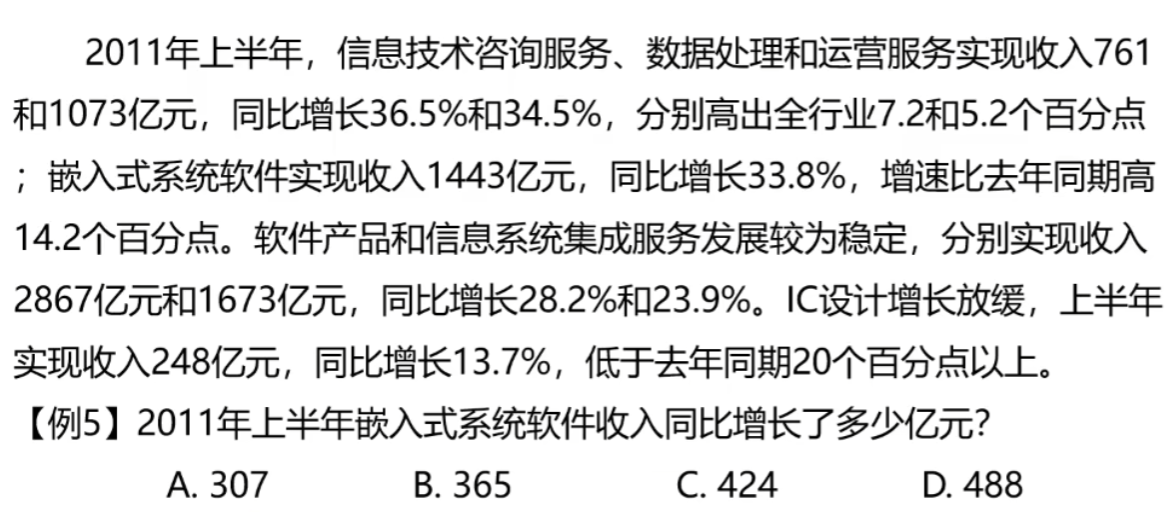 2011年上半年，信息技术咨询服务、数据处理和运营服务实现收入761
和1073亿元，同比增长36.5%和34.5%，分别高出全行业7.2和5.2个百分点
；嵌入式系统软件实现收入1443亿元，同比增长33.8%，增速比去年同期高
14.2个百分点。软件产品和信息系统集成服务发展较为稳定，分别实现收入
2867亿元和1673亿元，同比增长28.2%和23.9%。IC设计增长放缓，上半年
实现收入248亿元，同比增长13.7%，低于去年同期20个百分点以上。
【例5】2011年上半年嵌入式系统软件收入同比增长了多少亿元？
A. 307 B. 365 C. 424 D. 488